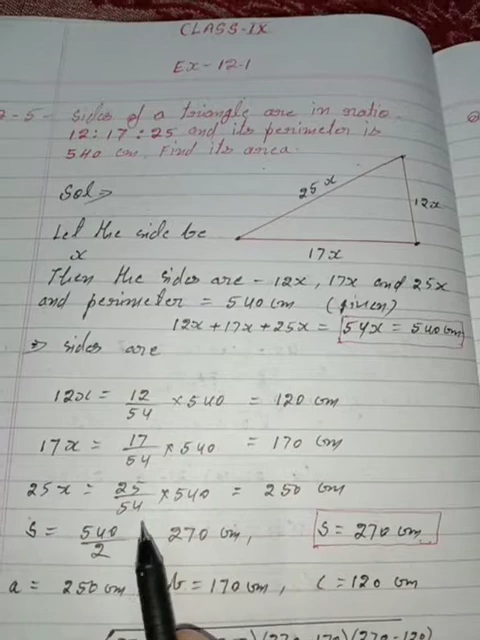 CLASS-IX
Ex-12.1
Q-5- Sides of a triangle are in ratio
12:17:25 and its perimeter is
540 cm. Find its area.
Sol⇒
25x
12x
17x
Let the side be
x
Then the sides are - 12x, 17x and 25x
and perimeter = 540 cm (given)
12x+17x+25x = 54x = 540 cm
⇒ sides are
12x = 12/54 × 540 = 120 cm
17x = 17/54 × 540 = 170 cm
25x = 25/54 × 540 = 250 cm
S = 540/2 270 cm, S = 270 cm
a = 250 cm b = 170 cm, C = 120 cm
(270-170)(270-120)